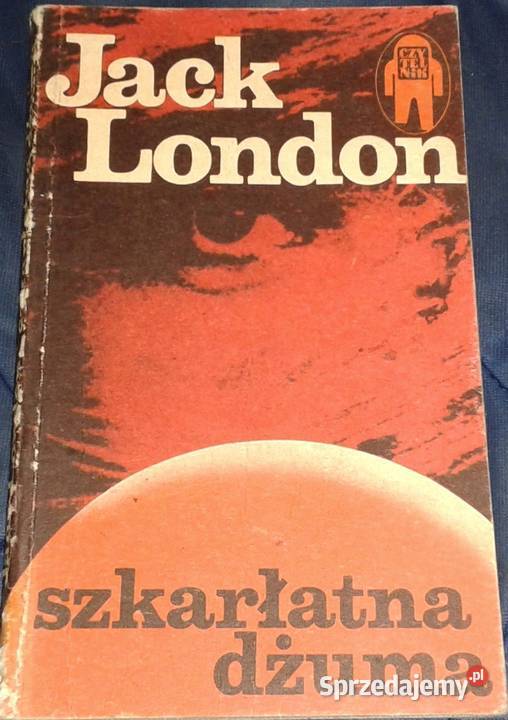 Jack
London
CZY
TEL
NIK
szkarłatna
dżuma
Sprzedajemy.pl